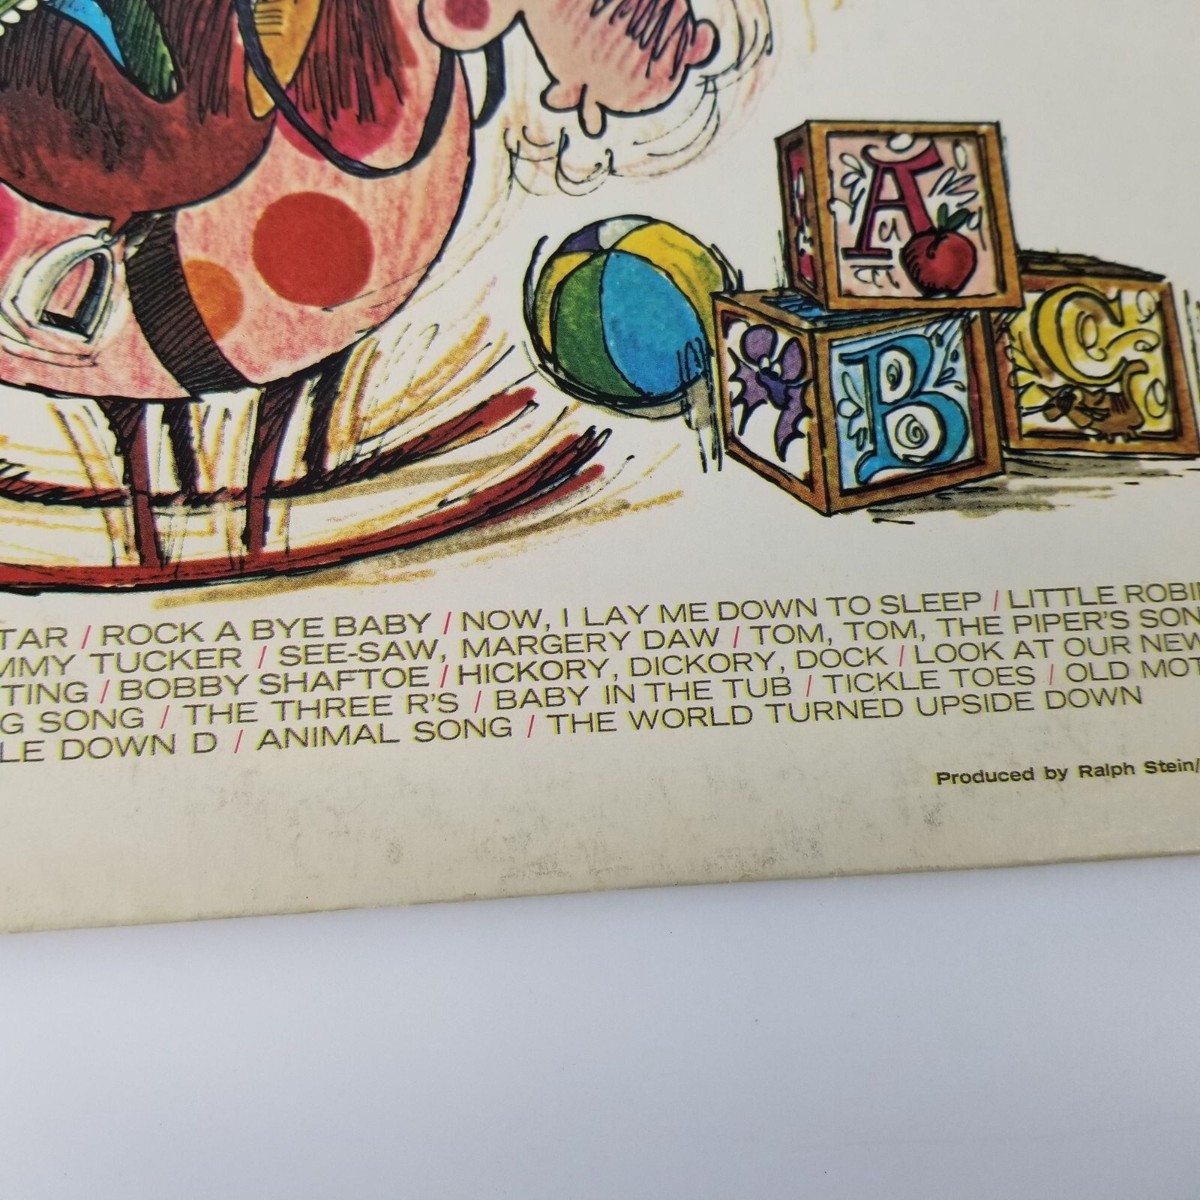 A
B
C
TAR / ROCK A BYE BABY / NOW, I LAY ME DOWN TO SLEEP / LITTLE ROBI
MMY TUCKER / SEE-SAW, MARGERY DAW / TOM, TOM, THE PIPER'S SON
TING / BOBBY SHAFTOE / HICKORY, DICKORY, DOCK / LOOK AT OUR NEW
G SONG / THE THREE R'S / BABY IN THE TUB / TICKLE TOES / OLD MOT
LE DOWN D / ANIMAL SONG / THE WORLD TURNED UPSIDE DOWN
Produced by Ralph Stein/